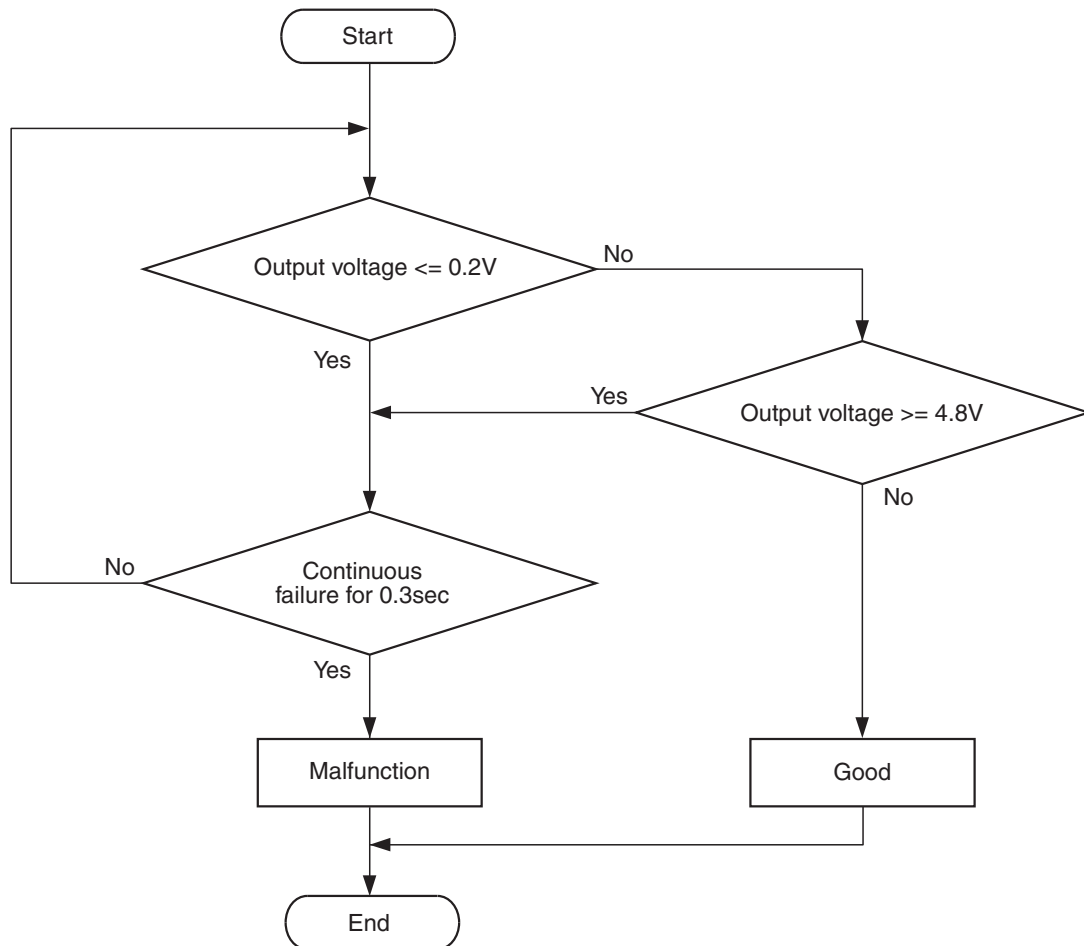 Start
Output voltage <= 0.2V
No
Yes
Yes
Output voltage >= 4.8V
No
No
Continuous
failure for 0.3sec
Yes
Malfunction
Good
End